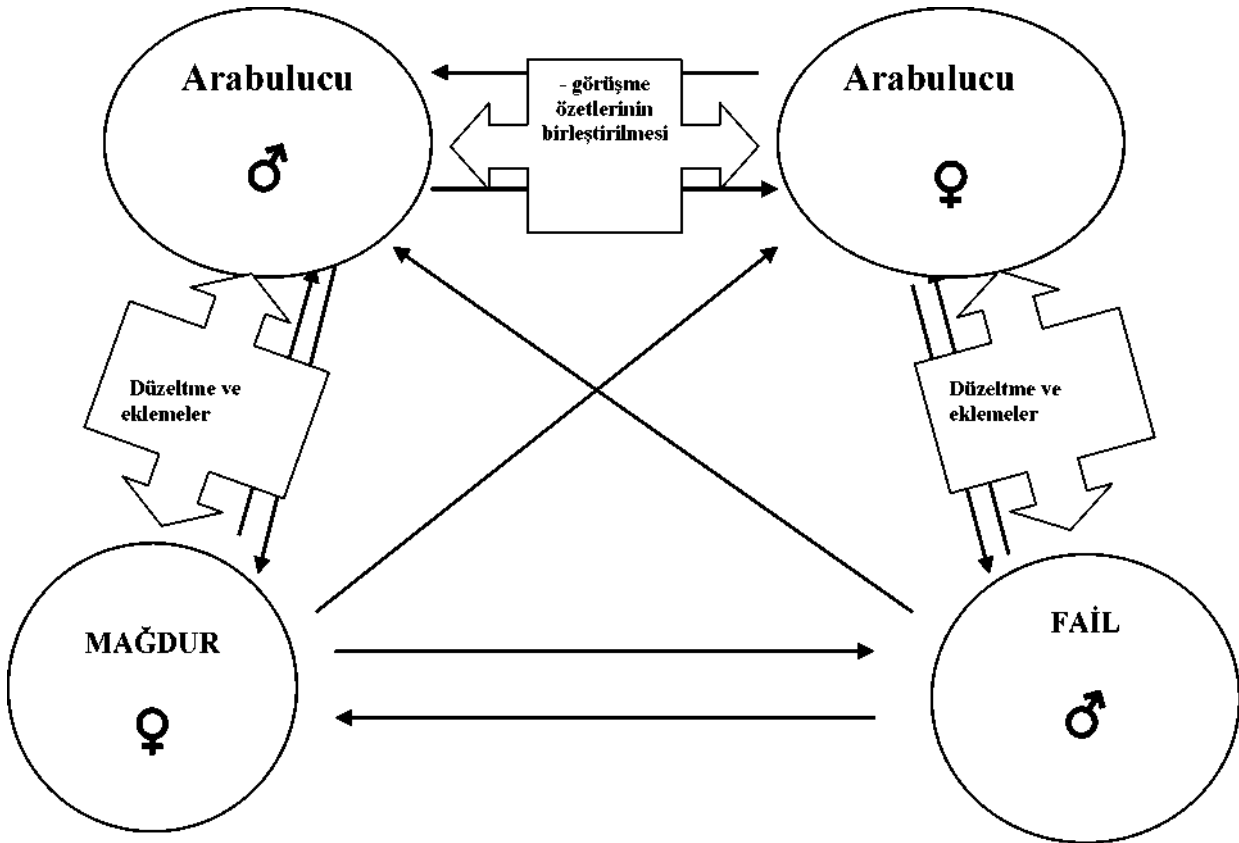 Arabulucu
Arabulucu
- görüşme
özetlerinin
birleştirilmesi
♂
♀
Düzeltme ve
eklemeler
Düzeltme ve
eklemeler
MAĞDUR
FAİL
♀
♂